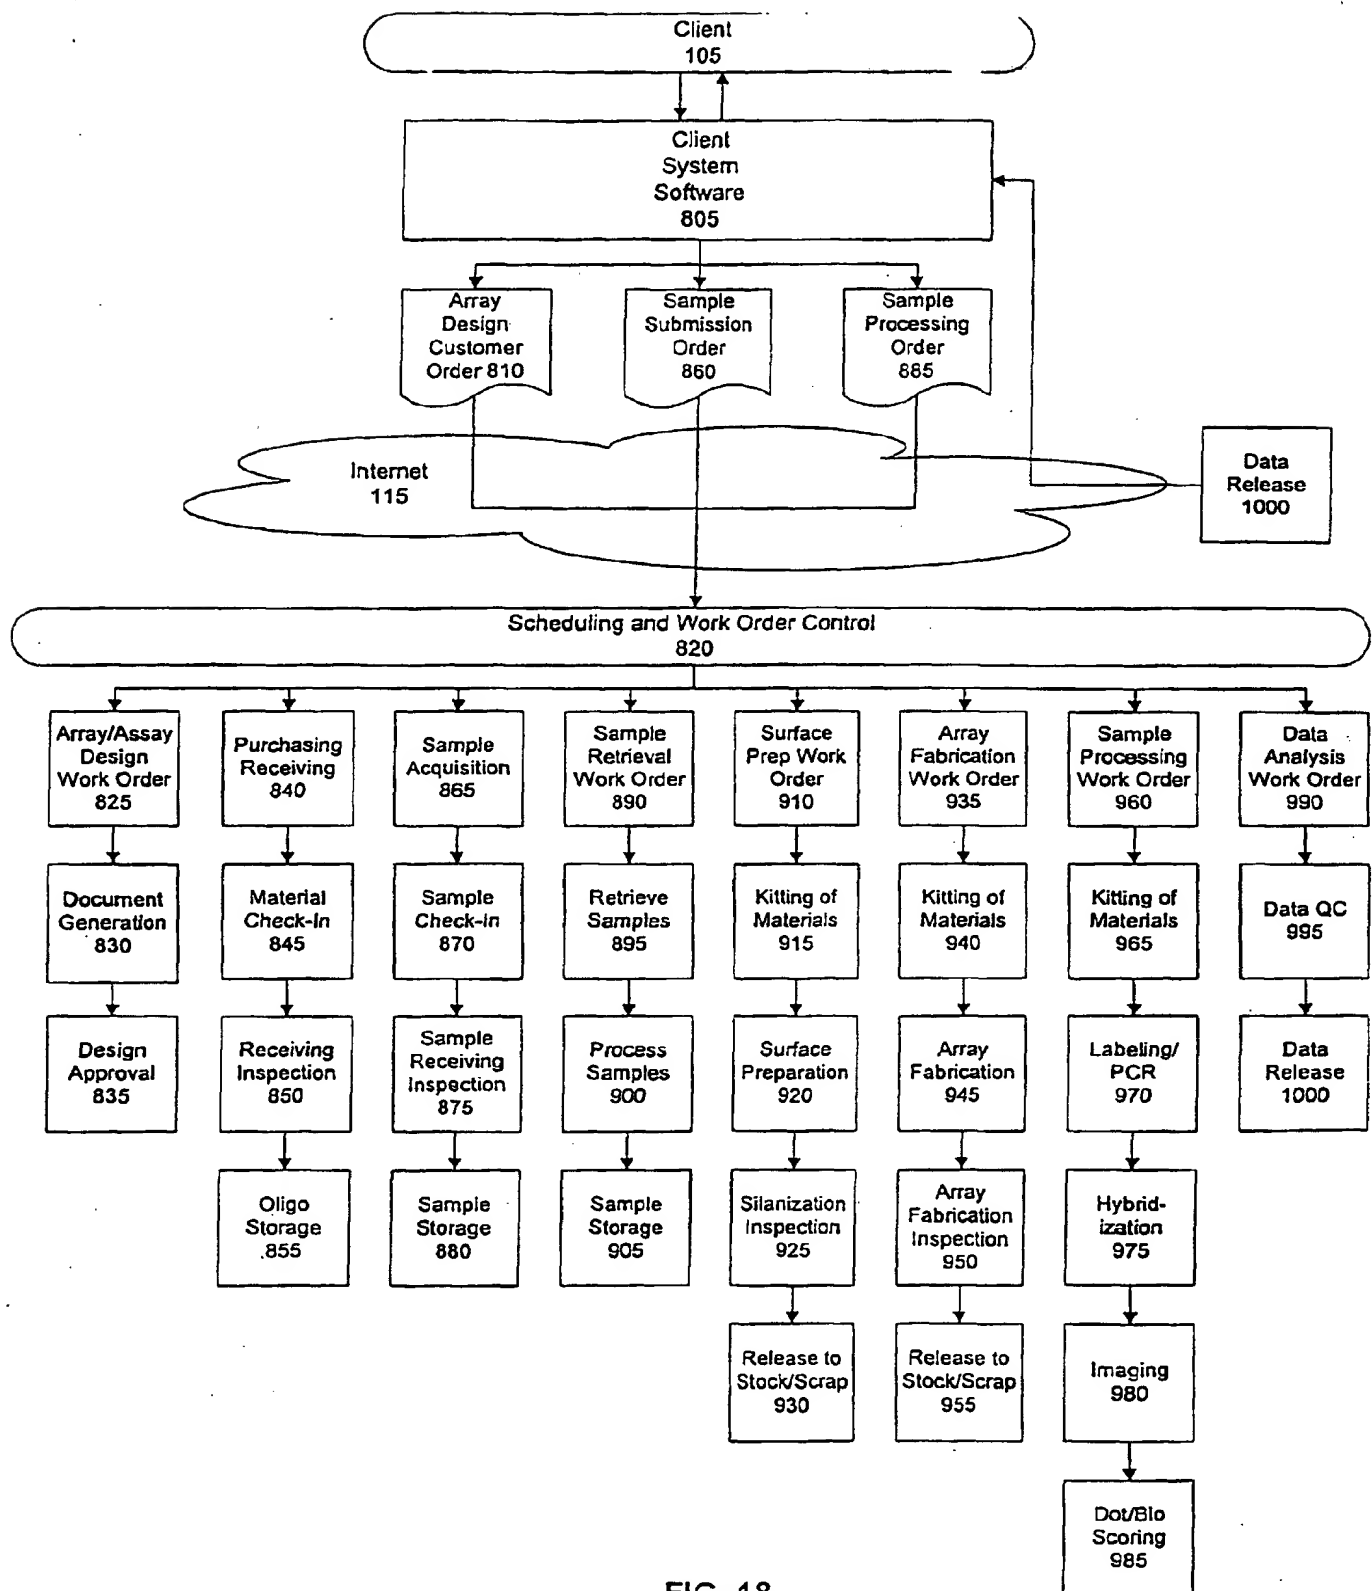 Client
105
Client
System
Software
805
Array
Design
Customer
Order 810
Sample
Submission
Order
860
Sample
Processing
Order
885
Internet
115
Data
Release
1000
Scheduling and Work Order Control
820
Array/Assay
Design
Work Order
825
Purchasing
Receiving
840
Sample
Acquisition
865
Sample
Retrieval
Work Order
890
Surface
Prep Work
Order
910
Array
Fabrication
Work Order
935
Sample
Processing
Work Order
960
Data
Analysis
Work Order
990
Document
Generation
830
Material
Check-In
845
Sample
Check-in
870
Retrieve
Samples
895
Kitting of
Materials
915
Kitting of
Materials
940
Kitting of
Materials
965
Data QC
995
Design
Approval
835
Receiving
Inspection
850
Sample
Receiving
Inspection
875
Process
Samples
900
Surface
Preparation
920
Array
Fabrication
945
Labeling/
PCR
970
Data
Release
1000
Oligo
Storage
855
Sample
Storage
880
Sample
Storage
905
Silanization
Inspection
925
Array
Fabrication
Inspection
950
Hybrid-
ization
975
Release to
Stock/Scrap
930
Release to
Stock/Scrap
955
Imaging
980
Dot/Bio
Scoring
985
FIG. 18